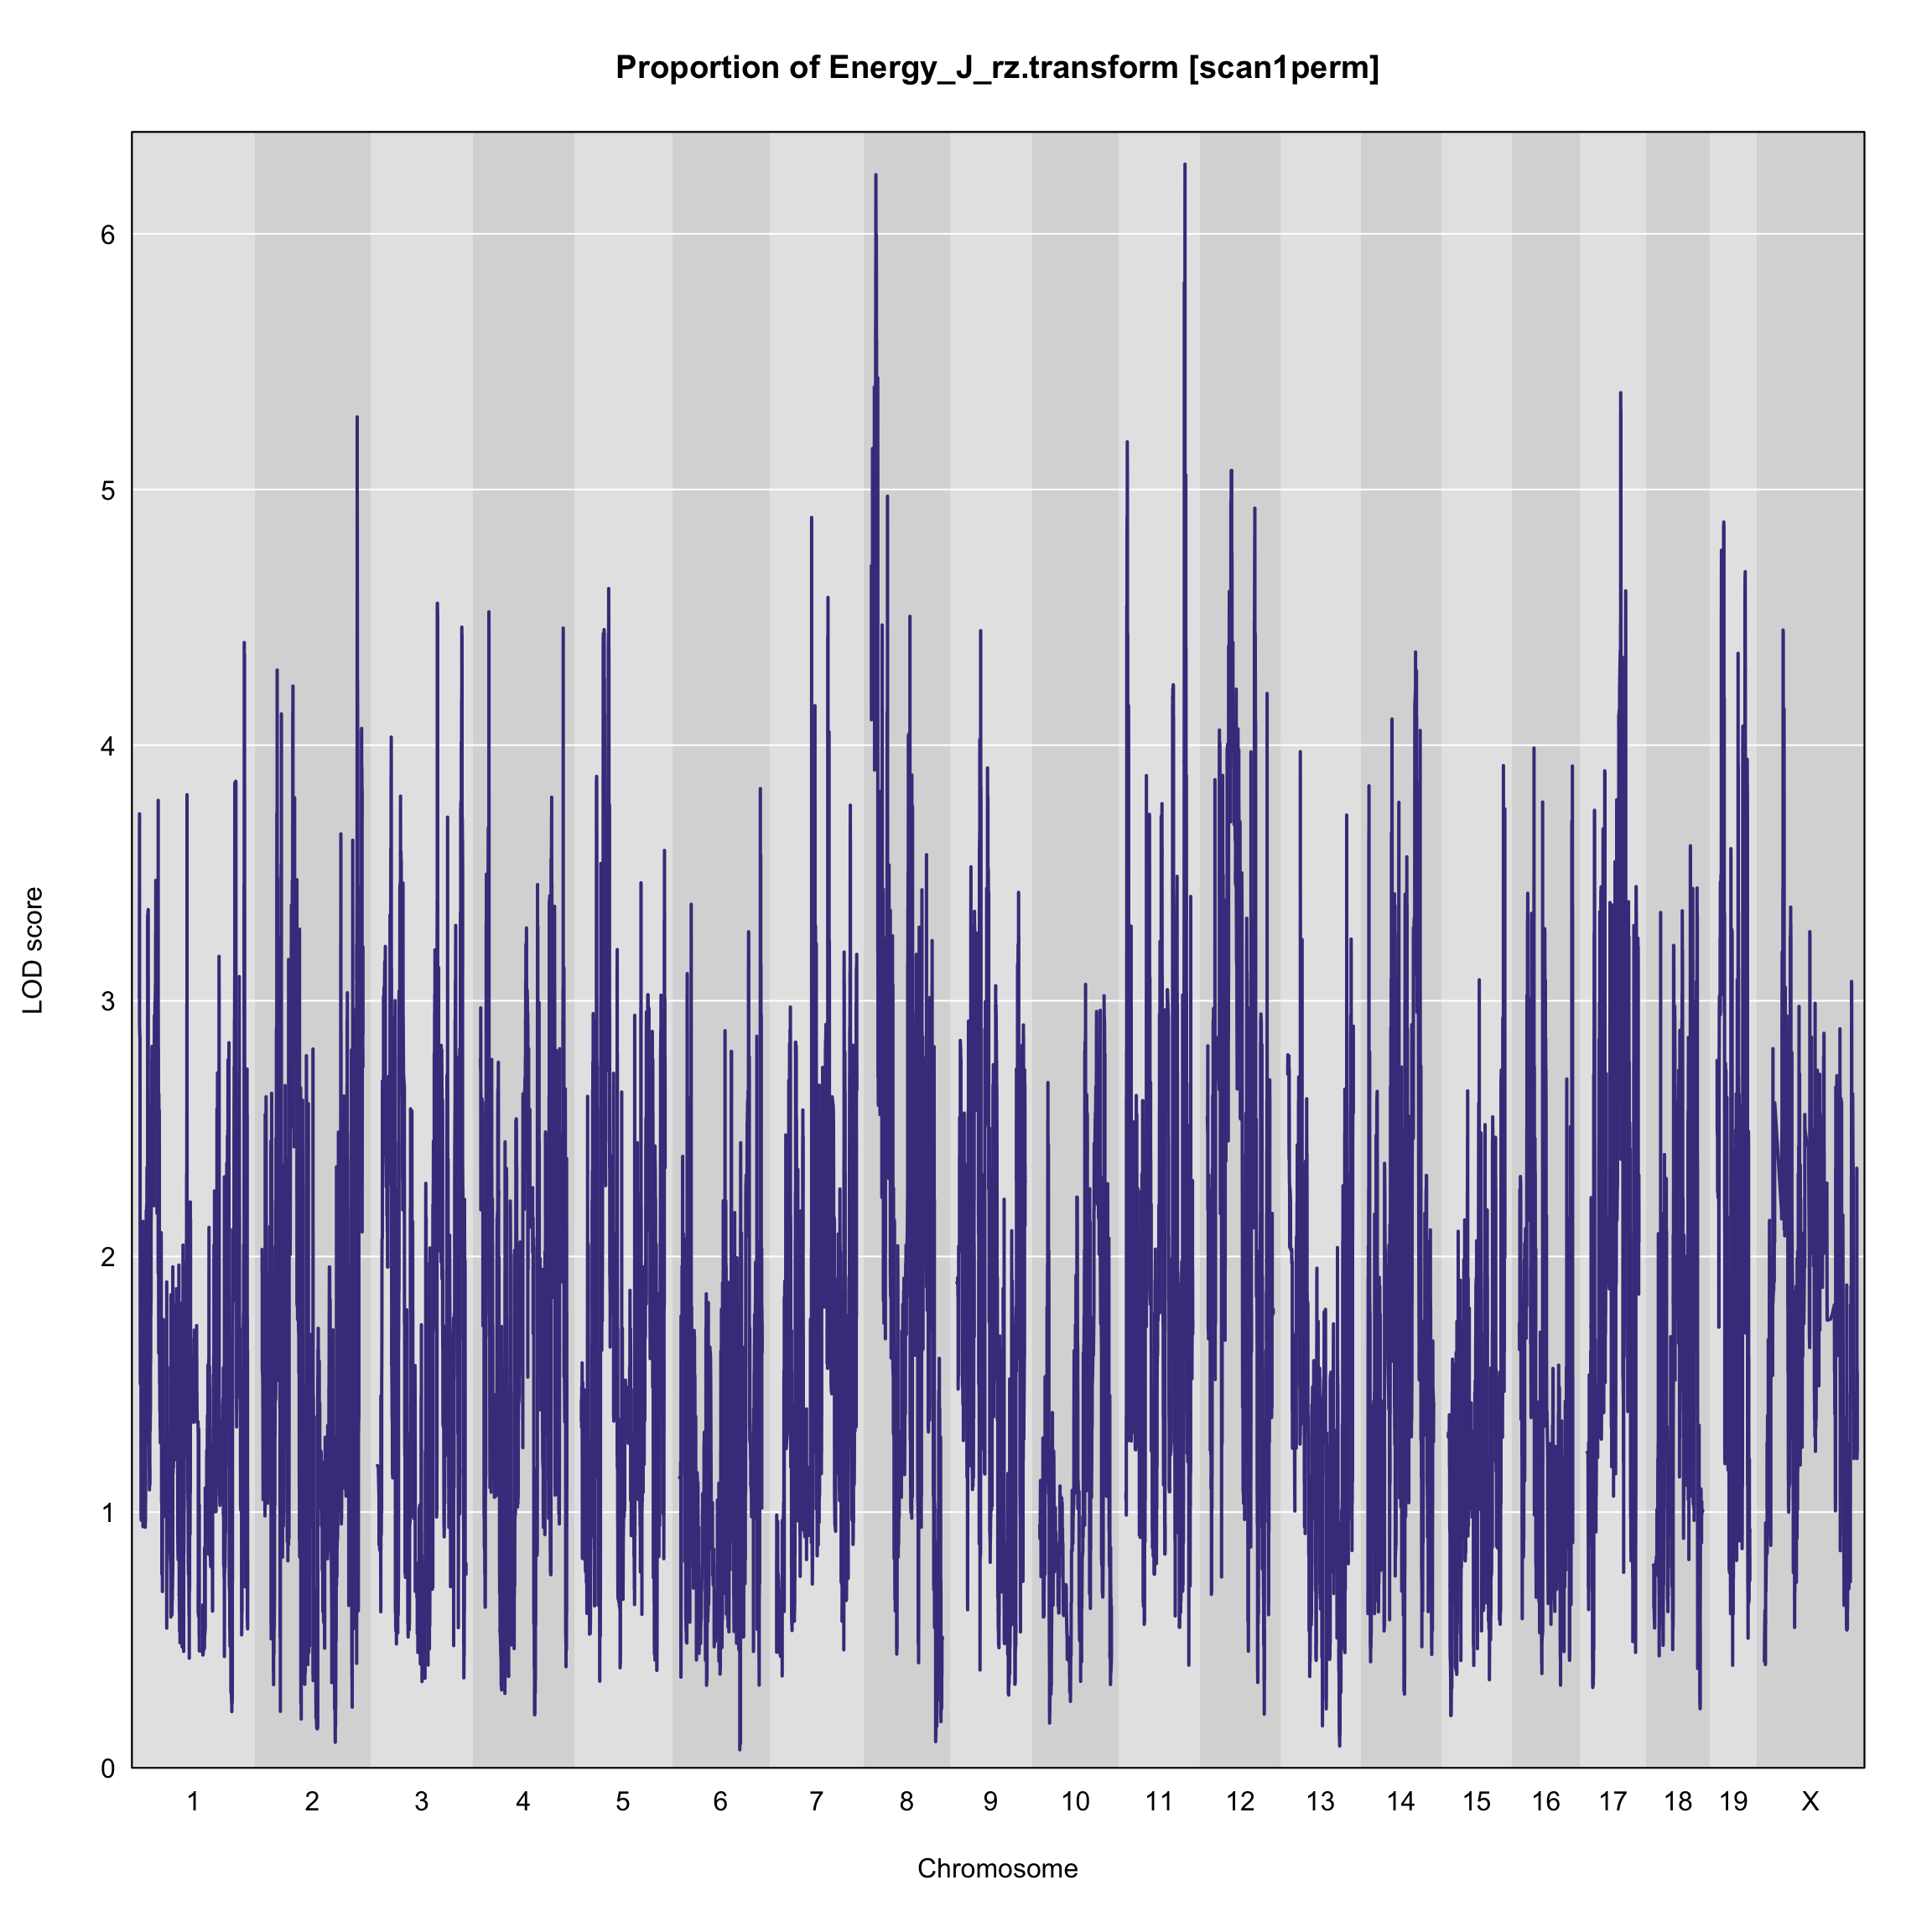 Proportion of Energy_J_rz.transform [scan1perm]
LOD score
6
5
4
3
2
1
0
1 2 3 4 5 6 7 8 9 10 11 12 13 14 15 16 17 18 19 X
Chromosome